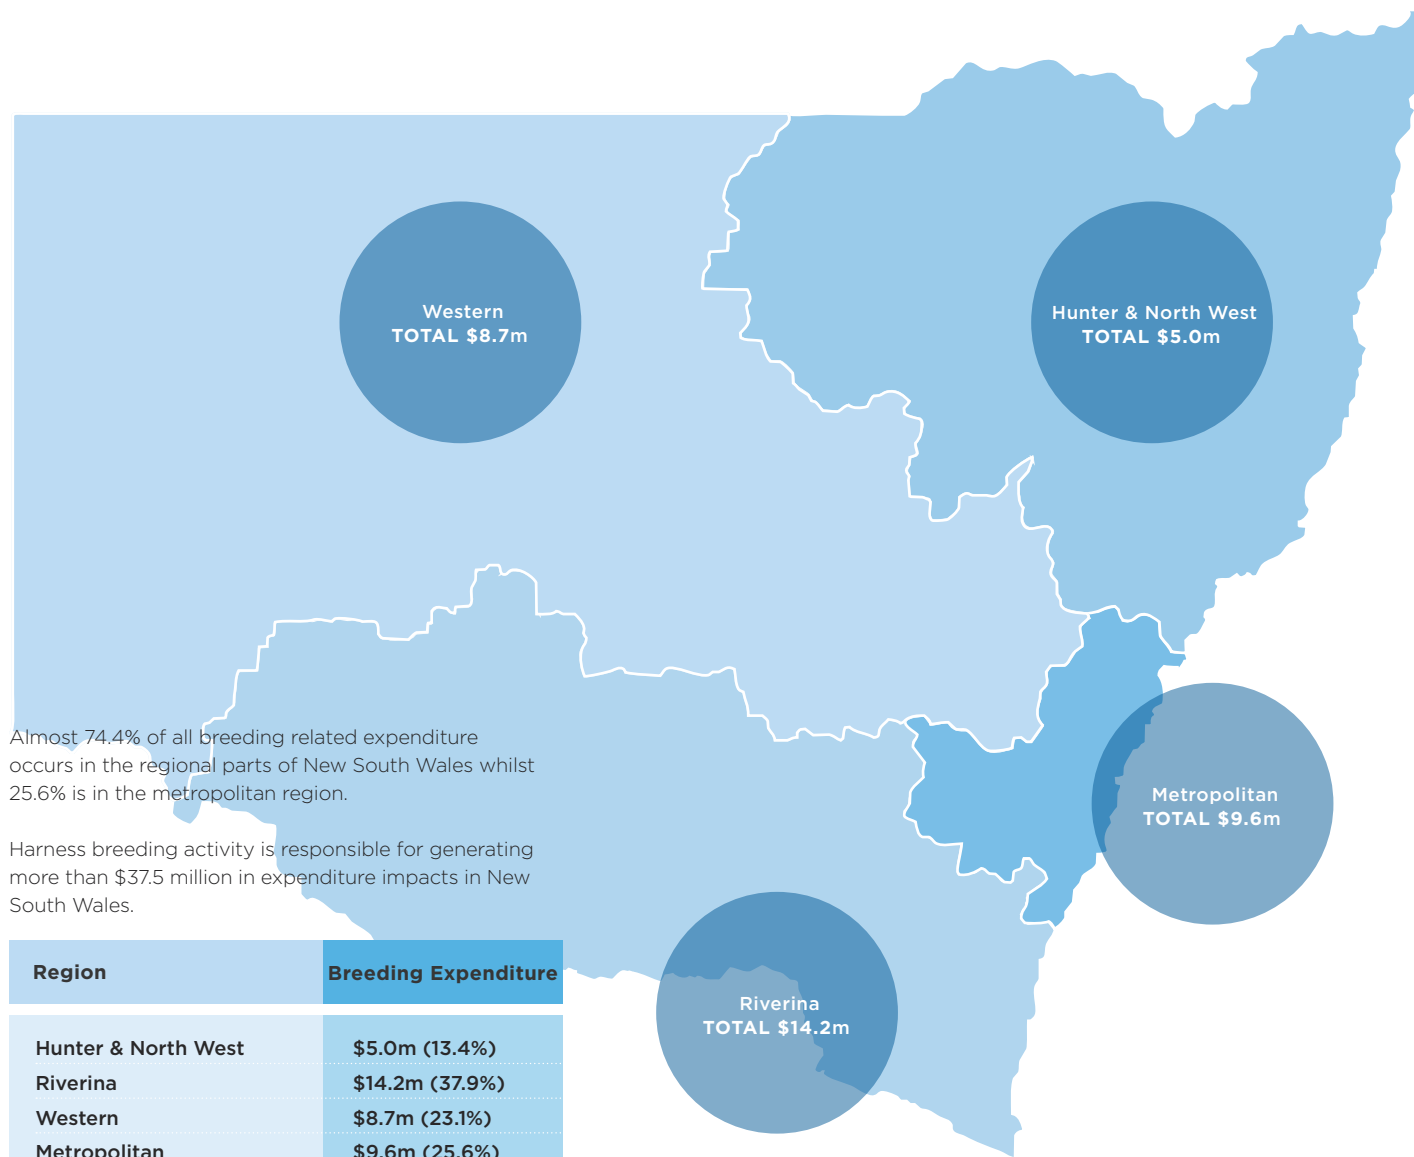 Western
TOTAL $8.7m
Hunter & North West
TOTAL $5.0m
Almost 74.4% of all breeding related expenditure
occurs in the regional parts of New South Wales whilst
25.6% is in the metropolitan region.
Metropolitan
TOTAL $9.6m
Harness breeding activity is responsible for generating
more than $37.5 million in expenditure impacts in New
South Wales.
Riverina
TOTAL $14.2m
Region Breeding Expenditure
Hunter & North West $5.0m (13.4%)
Riverina $14.2m (37.9%)
Western $8.7m (23.1%)
Metropolitan $9.6m (25.6%)